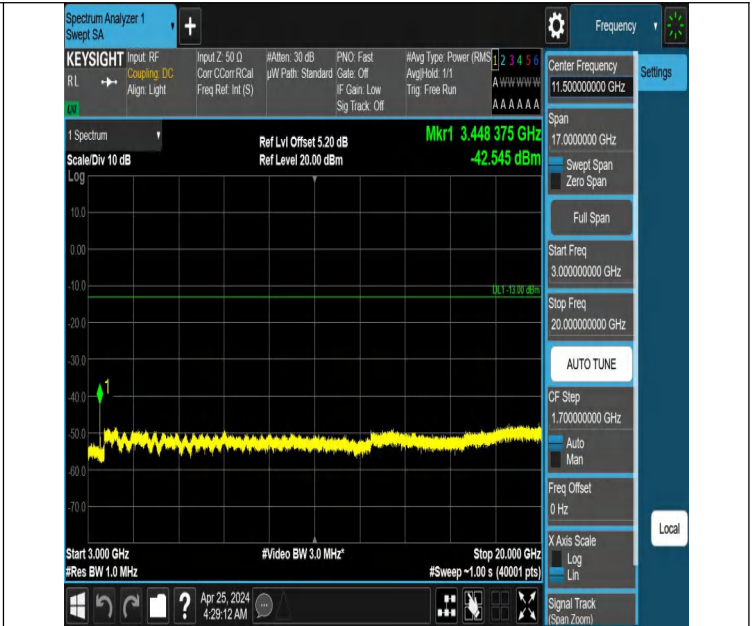 Spectrum Analyzer 1
Swept SA
+
Frequency
KEYSIGHT
Input: RF
Coupling: DC
Align: Light
Input Z: 50 Ω
Corr CCorr RCal
Freq Ref: Int (S)
#Atten: 30 dB
µW Path: Standard
PNO: Fast
Gate: Off
IF Gain: Low
Sig Track: Off
#Avg Type: Power (RMS
Avg|Hold: 1/1
Trig: Free Run
1 2 3 4 5 6
A W W W W W
A A A A A A
R L
LXI
Center Frequency
11.500000000 GHz
Settings
1 Spectrum
Scale/Div 10 dB
Ref Lvl Offset 5.20 dB
Ref Level 20.00 dBm
Mkr1 3.448 375 GHz
-42.545 dBm
Span
17.0000000 GHz
Swept Span
Zero Span
Full Span
Start Freq
3.000000000 GHz
Stop Freq
20.000000000 GHz
AUTO TUNE
CF Step
1.700000000 GHz
Auto
Man
Freq Offset
0 Hz
X Axis Scale
Log
Lin
Signal Track
(Span Zoom)
Local
Log
10.0
0.00
-10.0
DL1 -13.00 dBm
-20.0
-30.0
-40.0
1
-50.0
-60.0
-70.0
Start 3.000 GHz
#Res BW 1.0 MHz
#Video BW 3.0 MHz*
Stop 20.000 GHz
#Sweep ~1.00 s (40001 pts)
?
Apr 25, 2024
4:29:12 AM